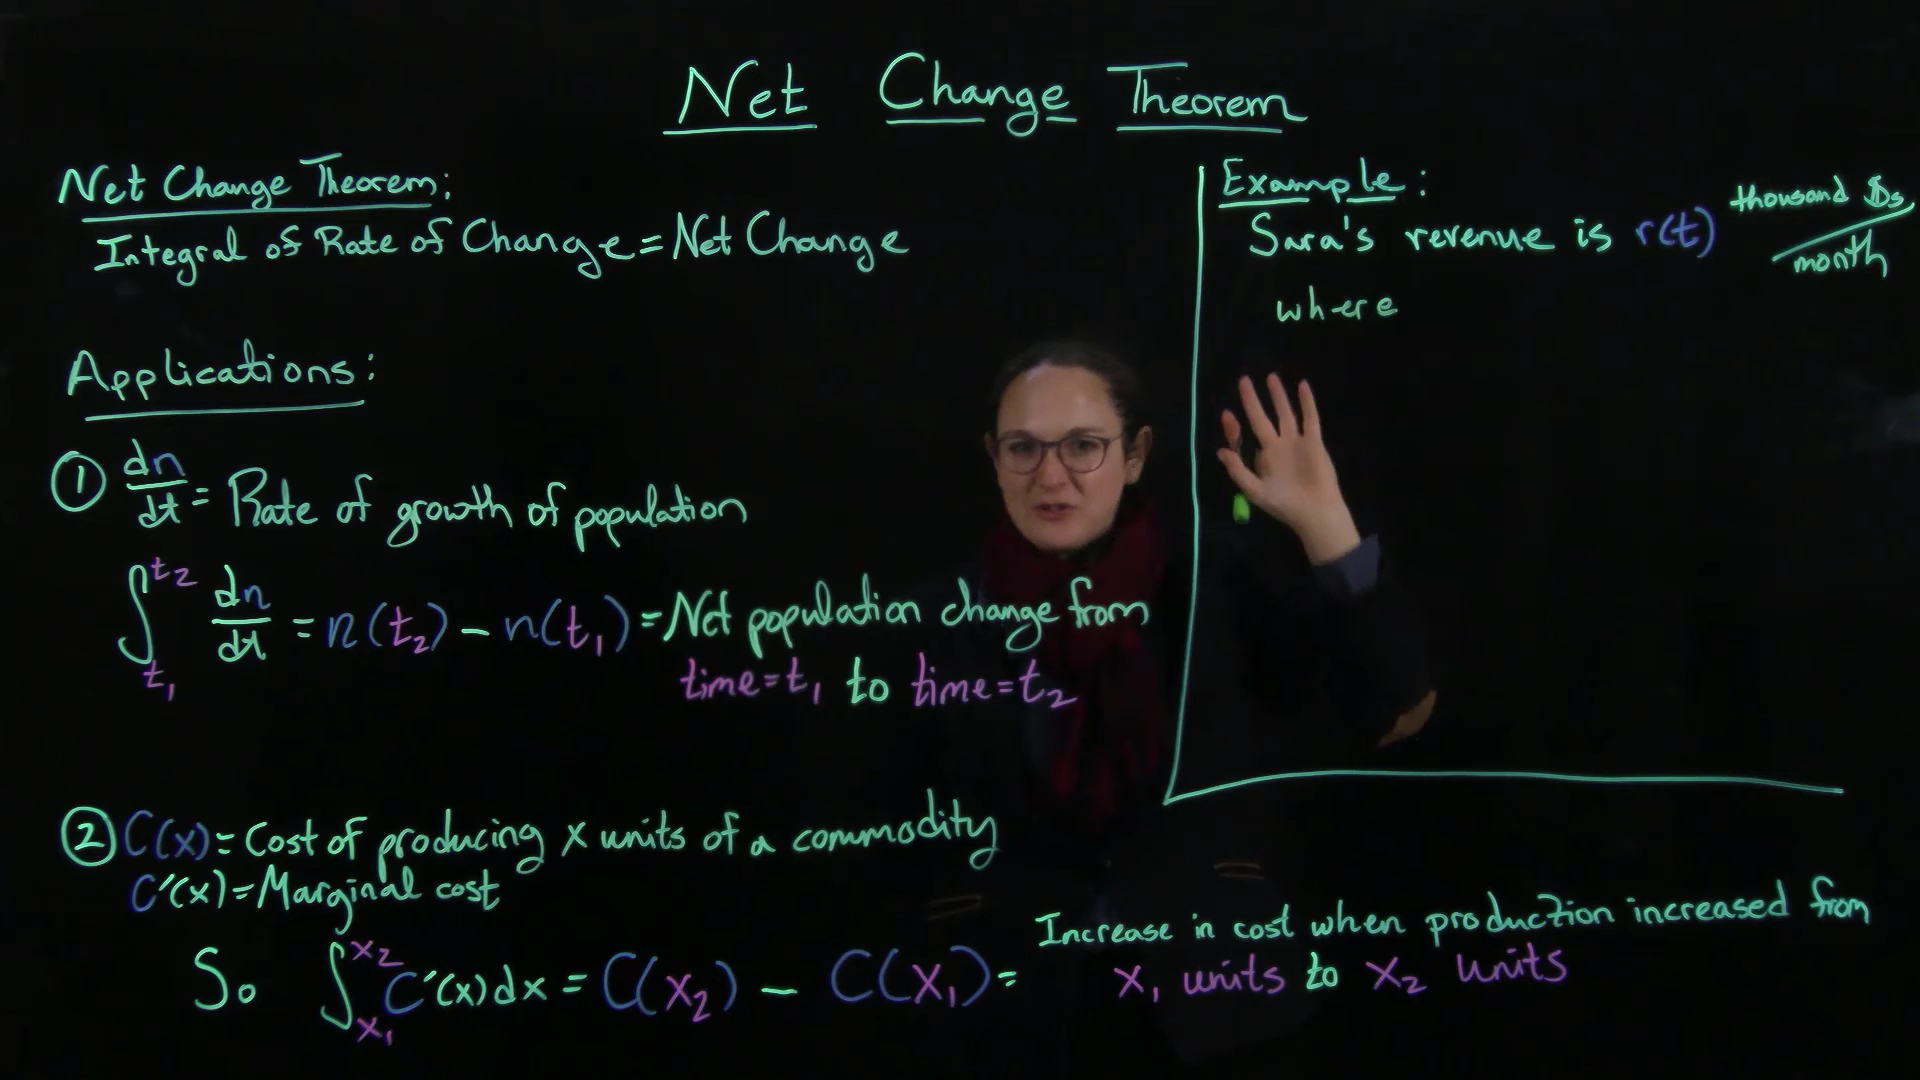 Net Change Theorem
Net Change Theorem:
Integral of Rate of Change = Net Change
Applications:
① dn/dt = Rate of growth of population
∫_{t₁}^{t₂} dn/dt = n(t₂) - n(t₁) = Net population change from
time=t₁ to time=t₂
② C(x) = Cost of producing x units of a commodity
C'(x) = Marginal cost
So ∫_{x₁}^{x₂} C'(x)dx = C(x₂) - C(x₁) = Increase in cost when production increased from
x₁ units to x₂ units
Example:
Sara's revenue is r(t) thousand $s/month
where